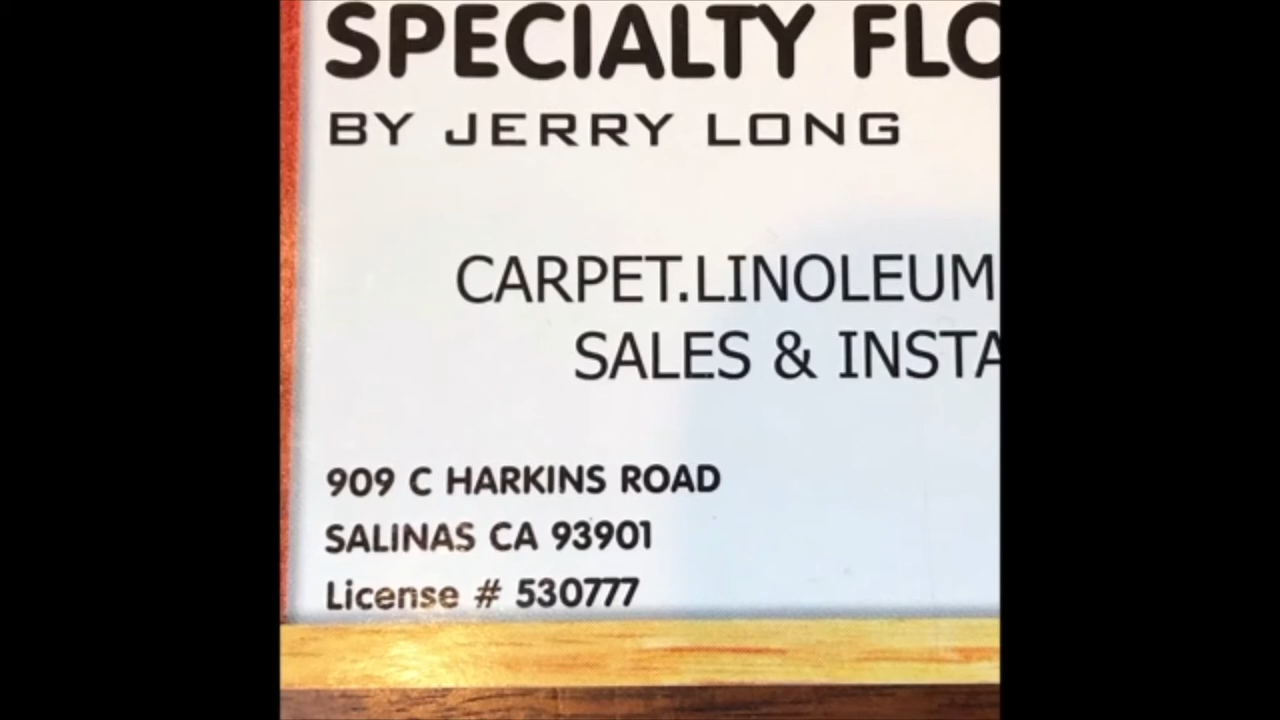 SPECIALTY FLO
BY JERRY LONG
CARPET.LINOLEUM
SALES & INSTA
909 C HARKINS ROAD
SALINAS CA 93901
License # 530777